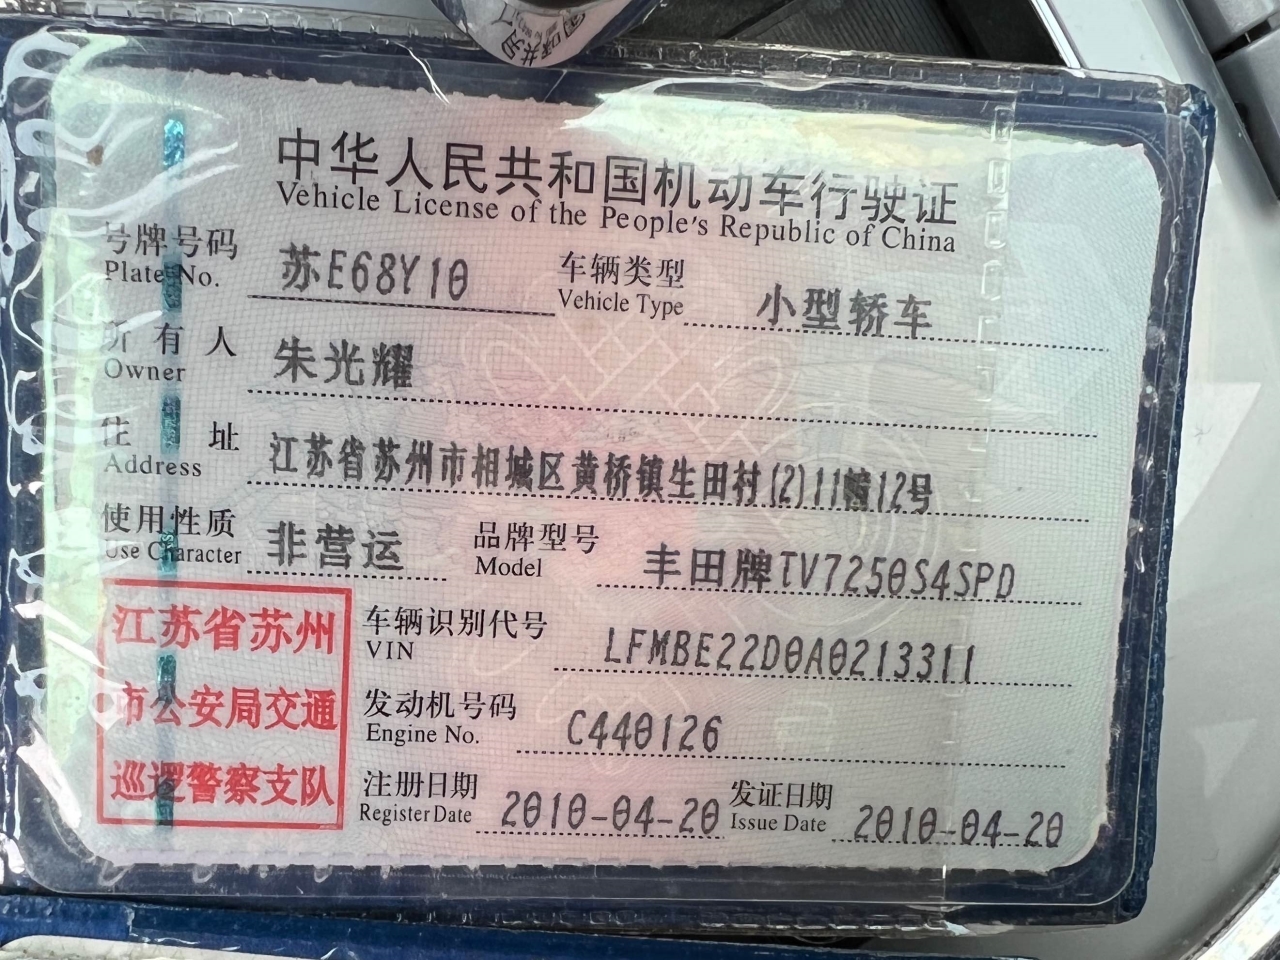 中华人民共和国机动车行驶证
Vehicle License of the People's Republic of China
号牌号码 苏E68Y10 车辆类型 小型轿车
Plate No. Vehicle Type
所有人 朱光耀
Owner
住址 江苏省苏州市相城区黄桥镇生田村(2)11幢12号
Address
使用性质 非营运 品牌型号 丰田牌TV7250S4SPD
Use Character Model
江苏省苏州
市公安局交通
巡逻警察支队
车辆识别代号 LFMBE22D0A0213311
VIN
发动机号码 C440126
Engine No.
注册日期 2010-04-20 发证日期 2010-04-20
Register Date Issue Date